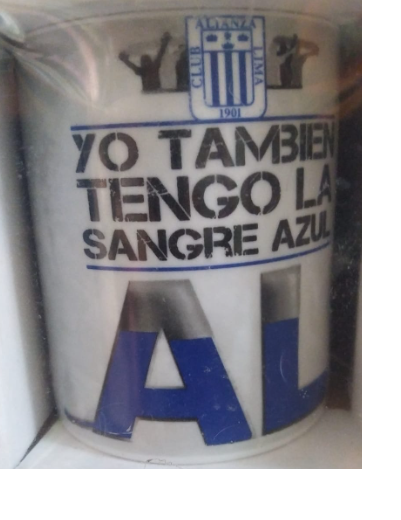 ALIANZA
CLUB
LIMA
1901
YO TAMBIEN
TENGO LA
SANGRE AZUL
AL